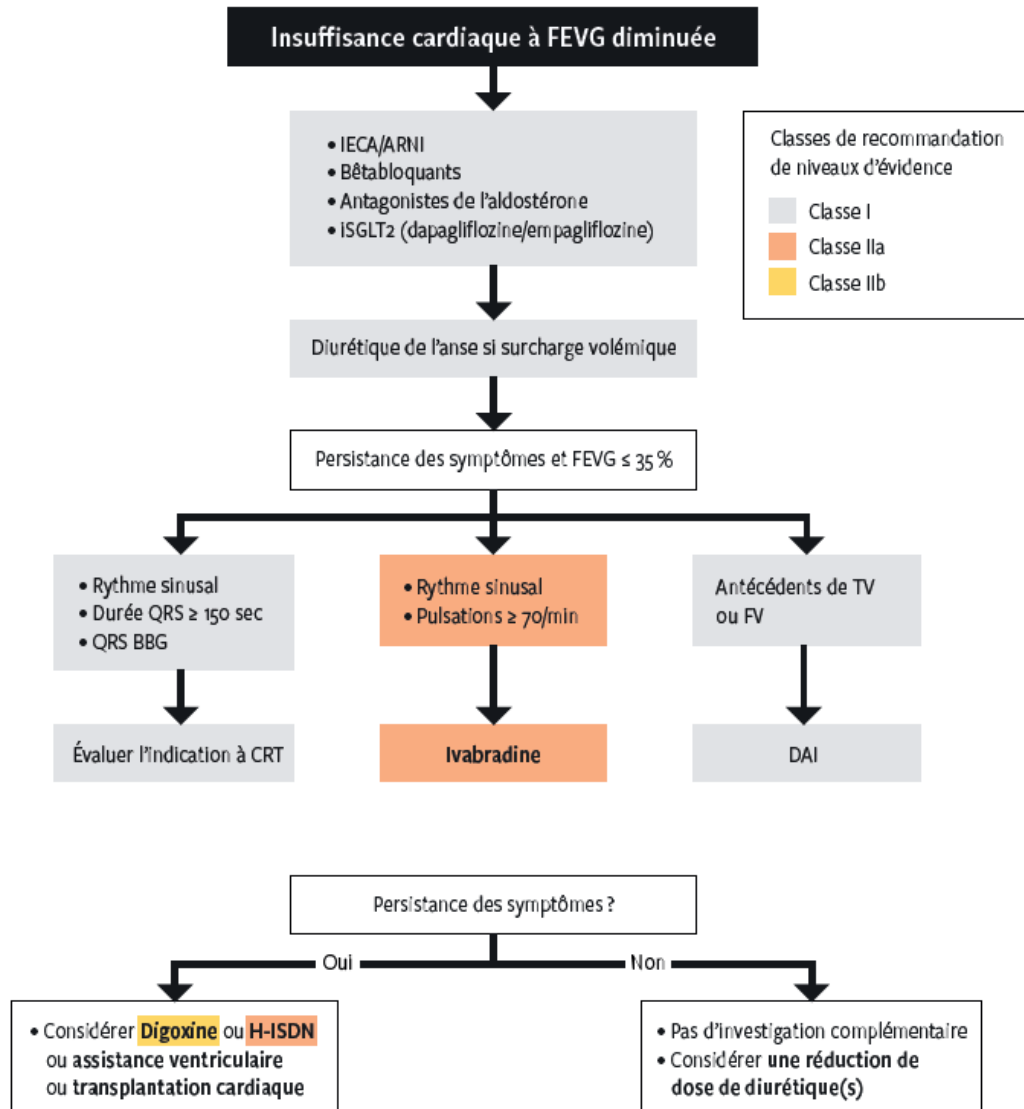 Insuffisance cardiaque à FEVG diminuée
• IECA/ARNI
• Bêtabloquants
• Antagonistes de l'aldostérone
• iSGLT2 (dapagliflozine/empagliflozine)
Classes de recommandation
de niveaux d'évidence
Classe I
Classe IIa
Classe IIb
Diurétique de l'anse si surcharge volémique
Persistance des symptômes et FEVG ≤ 35 %
• Rythme sinusal
• Durée QRS ≥ 150 sec
• QRS BBG
• Rythme sinusal
• Pulsations ≥ 70/min
Antécédents de TV
ou FV
Évaluer l'indication à CRT
Ivabradine
DAI
Persistance des symptômes ?
Oui
Non
• Considérer Digoxine ou H-ISDN
ou assistance ventriculaire
ou transplantation cardiaque
• Pas d'investigation complémentaire
• Considérer une réduction de
dose de diurétique(s)